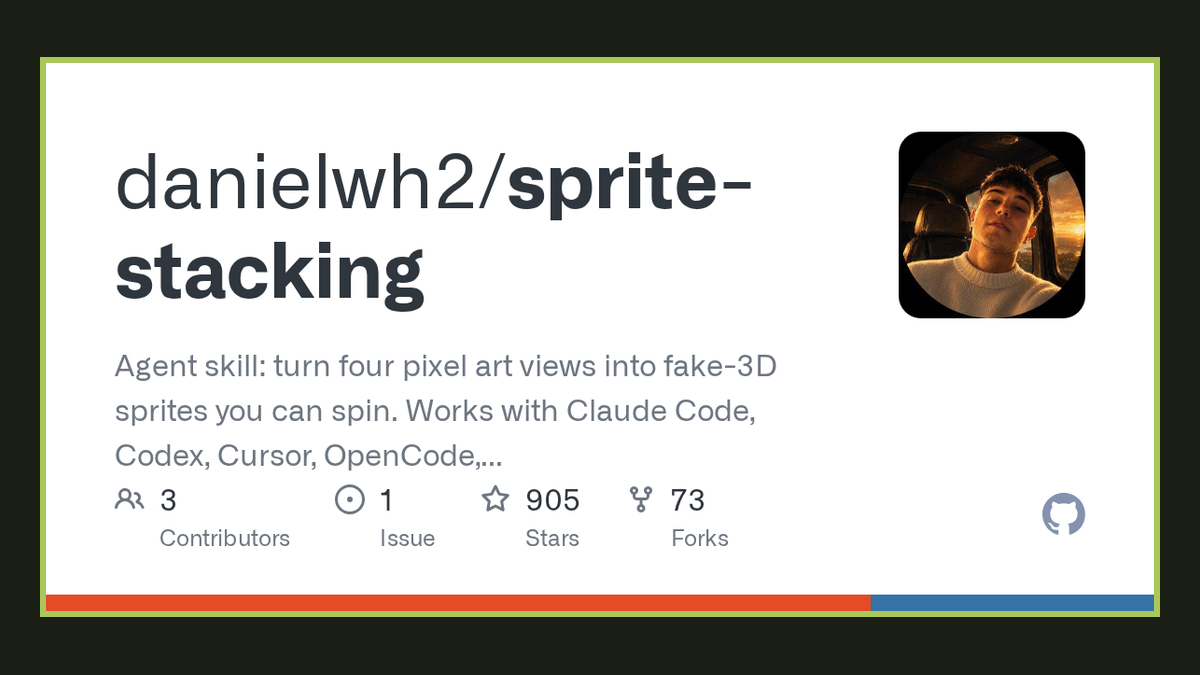 danielwh2/sprite-
stacking
Agent skill: turn four pixel art views into fake-3D
sprites you can spin. Works with Claude Code,
Codex, Cursor, OpenCode,...
3 1 905 73
Contributors Issue Stars Forks